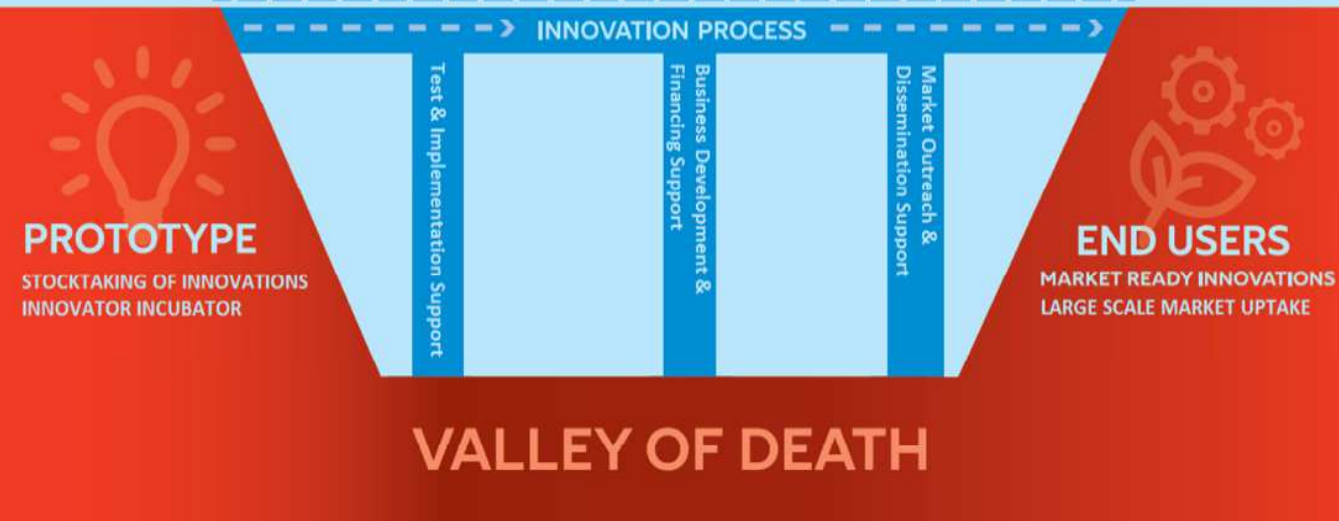 INNOVATION PROCESS
PROTOTYPE
STOCKTAKING OF INNOVATIONS
INNOVATOR INCUBATOR
Test & Implementation Support
Business Development &
Financing Support
Market Outreach &
Dissemination Support
END USERS
MARKET READY INNOVATIONS
LARGE SCALE MARKET UPTAKE
VALLEY OF DEATH